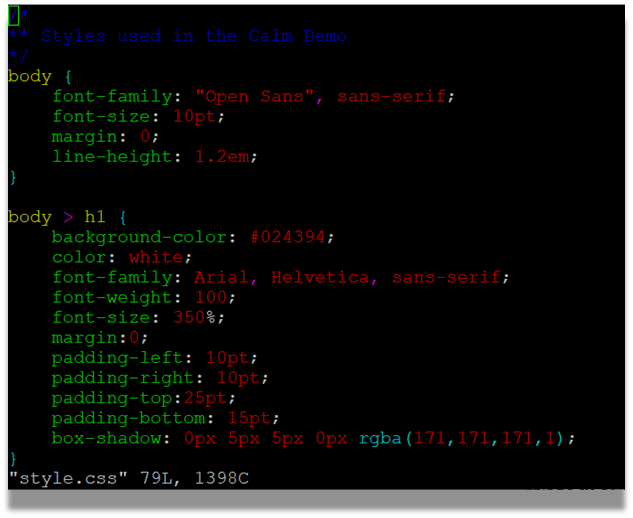 /*
** Styles used in the Calm Demo
*/
body {
    font-family: "Open Sans", sans-serif;
    font-size: 10pt;
    margin: 0;
    line-height: 1.2em;
}

body > h1 {
    background-color: #024394;
    color: white;
    font-family: Arial, Helvetica, sans-serif;
    font-weight: 100;
    font-size: 350%;
    margin:0;
    padding-left: 10pt;
    padding-right: 10pt;
    padding-top:25pt;
    padding-bottom: 15pt;
    box-shadow: 0px 5px 5px 0px rgba(171,171,171,1);
}
"style.css" 79L, 1398C